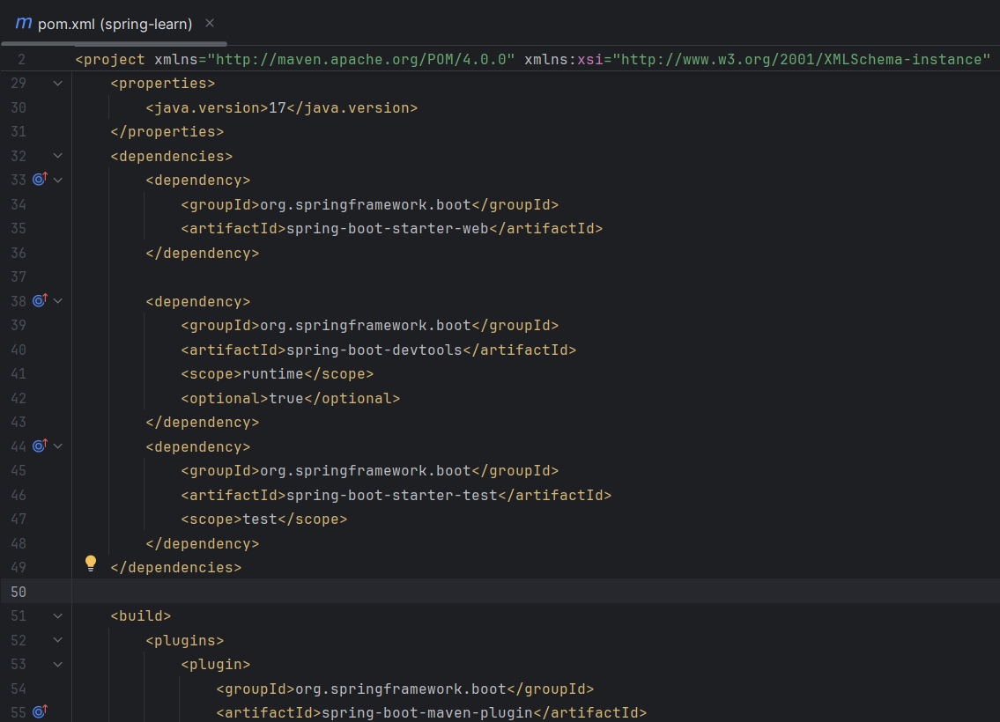 m pom.xml (spring-learn) ×
2 <project xmlns="http://maven.apache.org/POM/4.0.0" xmlns:xsi="http://www.w3.org/2001/XMLSchema-instance"
29     <properties>
30         <java.version>17</java.version>
31     </properties>
32     <dependencies>
33         <dependency>
34             <groupId>org.springframework.boot</groupId>
35             <artifactId>spring-boot-starter-web</artifactId>
36         </dependency>
37
38         <dependency>
39             <groupId>org.springframework.boot</groupId>
40             <artifactId>spring-boot-devtools</artifactId>
41             <scope>runtime</scope>
42             <optional>true</optional>
43         </dependency>
44         <dependency>
45             <groupId>org.springframework.boot</groupId>
46             <artifactId>spring-boot-starter-test</artifactId>
47             <scope>test</scope>
48         </dependency>
49     </dependencies>
50
51     <build>
52         <plugins>
53             <plugin>
54                 <groupId>org.springframework.boot</groupId>
55                 <artifactId>spring-boot-maven-plugin</artifactId>